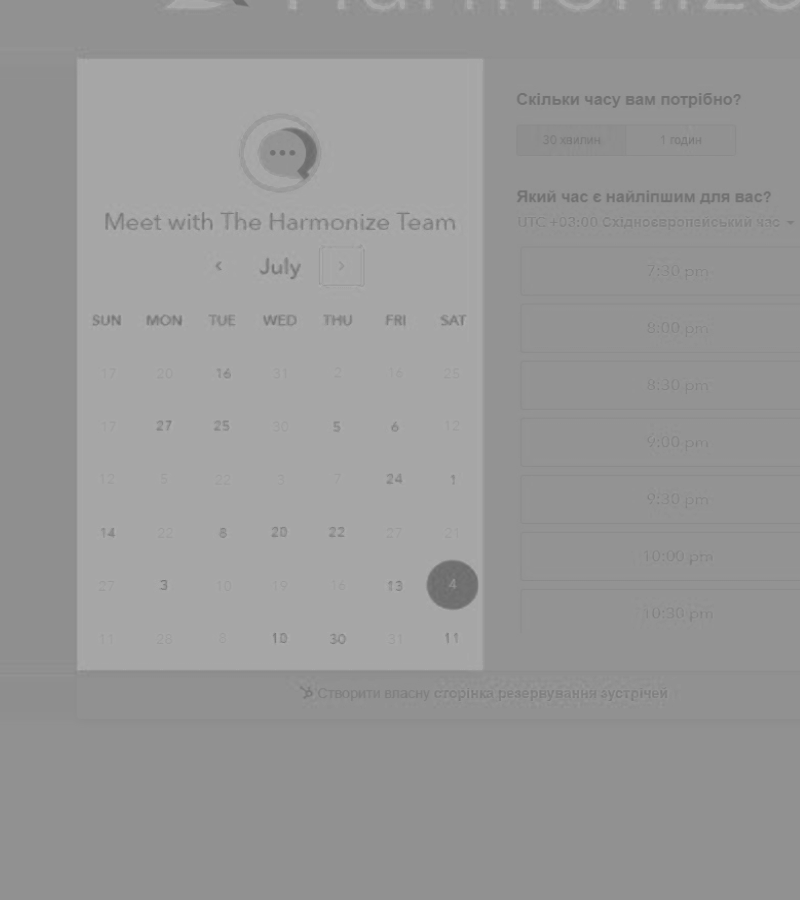 Harmonize
Meet with The Harmonize Team
July
SUN MON TUE WED THU FRI SAT
17 20 16 31 2 16 25
17 27 25 30 5 6 12
12 5 22 3 7 24 1
14 22 8 20 22 27 21
27 3 10 19 16 13 4
11 28 8 10 30 31 11
Скільки часу вам потрібно?
30 хвилин 1 годин
Який час є найліпшим для вас?
UTC +03:00 Східноєвропейський час
7:30 pm
8:00 pm
8:30 pm
9:00 pm
9:30 pm
10:00 pm
10:30 pm
Створити власну сторінка резервування зустрічей